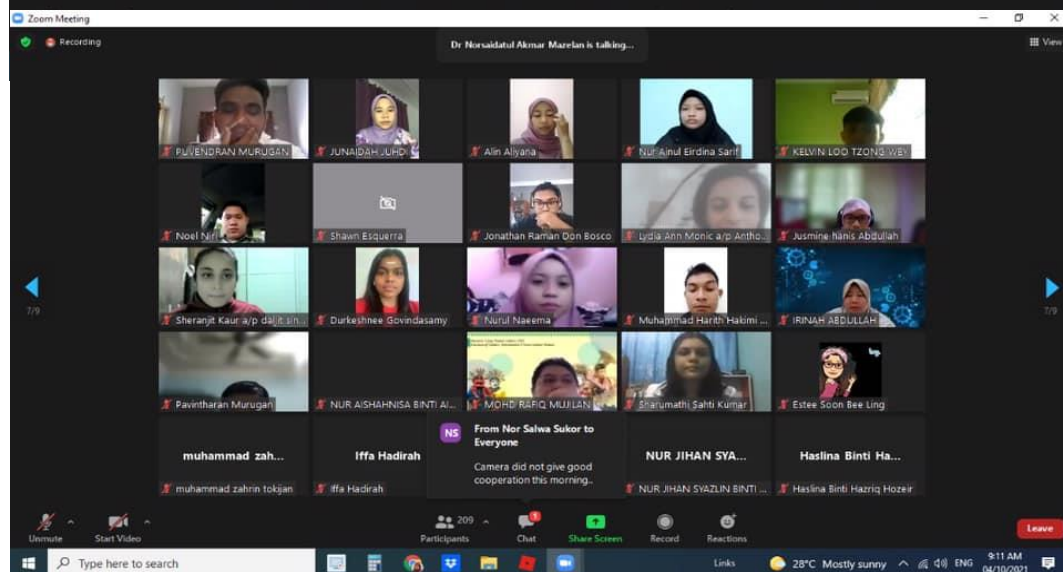 Zoom Meeting
Recording
Dr Norsaidatul Akmar Mazelan is talking...
View
PUVENDRAN MURUGAN
JUNAIDAH JUHDI
Alin Aliyana
Nur Ainul Eirdina Sarif
KELVIN LOO TZONG WEY
Noel Niri
Shawn Esquerra
Jonathan Raman Don Bosco
Lydia Ann Monic a/p Antho...
Jusmine hanis Abdullah
7/9
Sheranjit Kaur a/p daljit sin...
Durkeshnee Govindasamy
Nurul Naeema
Muhammad Harith Hakimi ...
IRINAH ABDULLAH
7/9
Pavintharan Murugan
NUR AISHAHNISA BINTI AL...
MOHD RAFIQ MUJILAN
Sharumathi Sahti Kumar
Estee Soon Bee Ling
muhammad zah...
Iffa Hadirah
NS
From Nor Salwa Sukor to
Everyone
Camera did not give good
cooperation this morning..
NUR JIHAN SYA...
Haslina Binti Ha...
muhammad zahrin tokijan
Iffa Hadirah
NUR JIHAN SYAZLIN BINTI ...
Haslina Binti Hazriq Hozeir
Unmute
Start Video
209
Participants
1
Chat
Share Screen
Record
Reactions
Leave
Type here to search
Links
28°C Mostly sunny
ENG
9:11 AM
04/10/2021